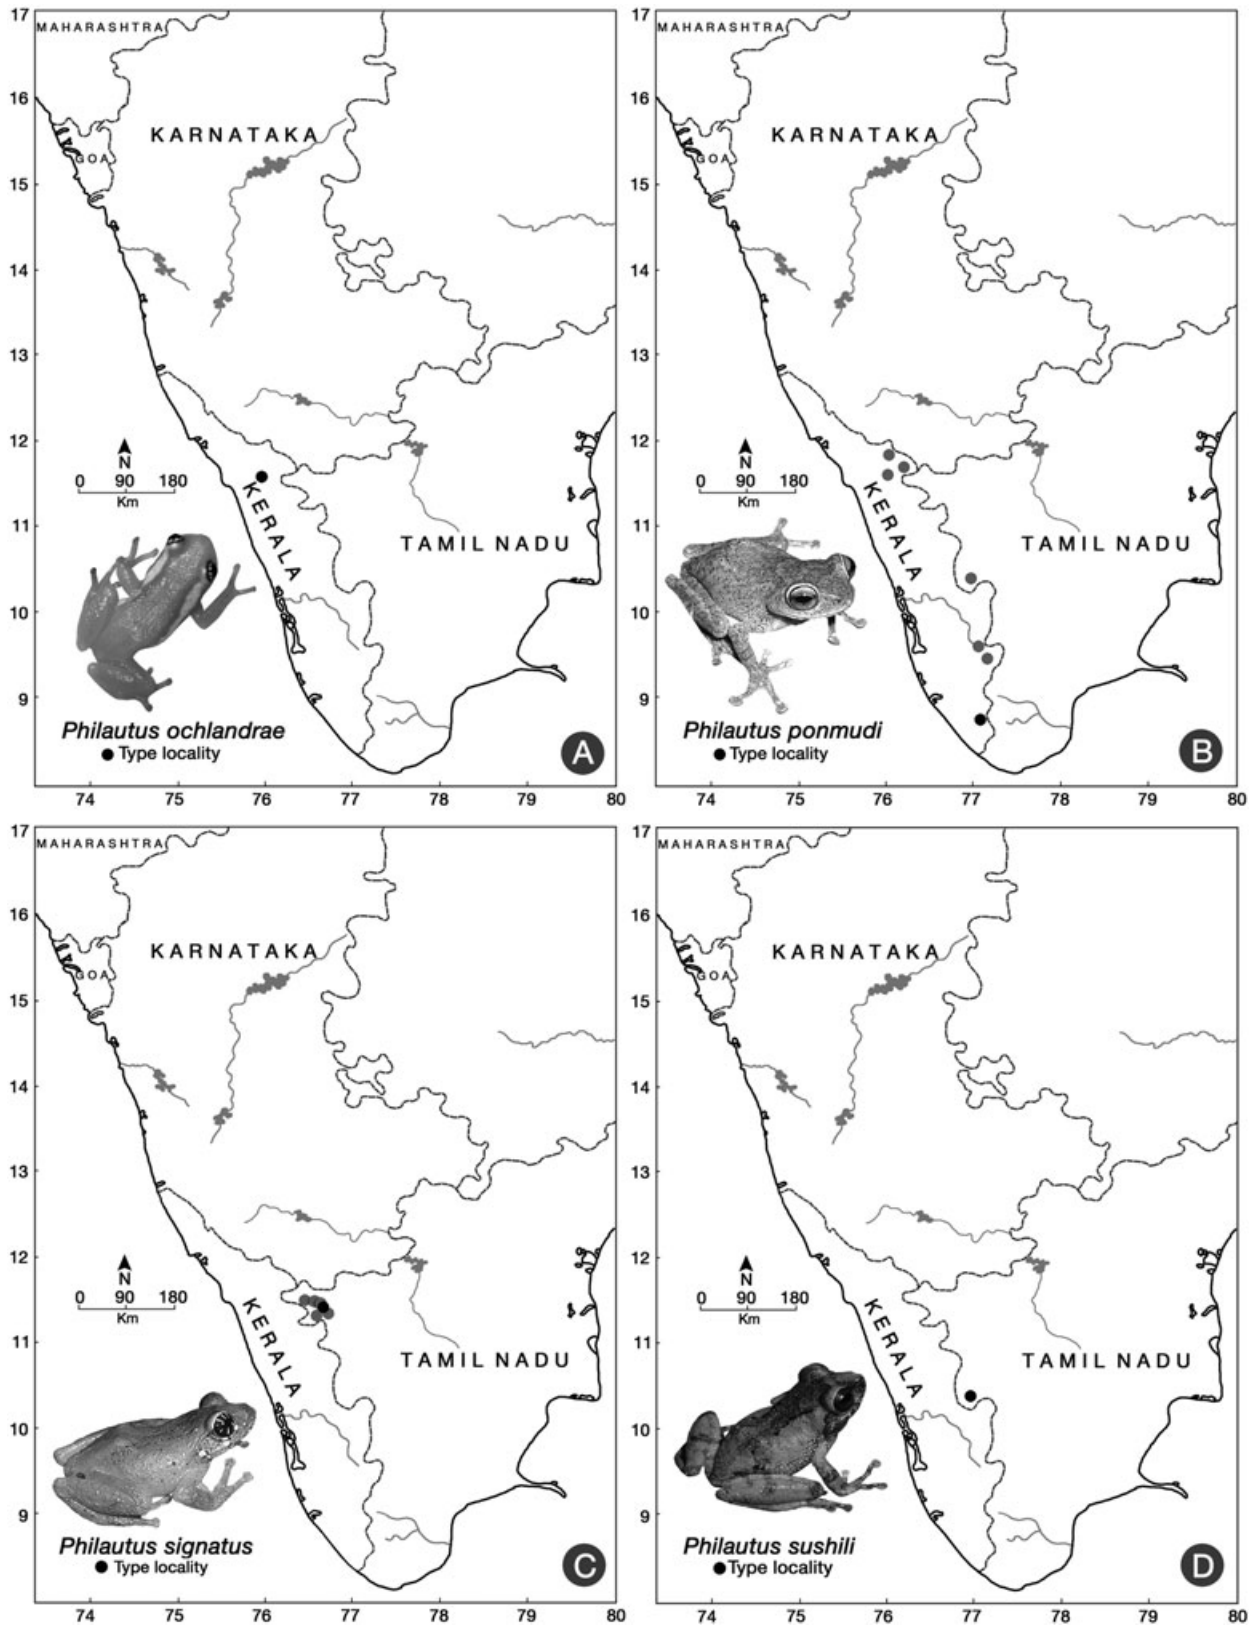 17
MAHARASHTRA
16
KARNATAKA
GOA
15
14
13
12
N
0 90 180
Km
11
KERALA
TAMIL NADU
10
9
Philautus ochlandrae
Type locality
A
74 75 76 77 78 79 80
17
MAHARASHTRA
16
KARNATAKA
GOA
15
14
13
12
N
0 90 180
Km
11
KERALA
TAMIL NADU
10
9
Philautus ponmudi
Type locality
B
74 75 76 77 78 79 80
17
MAHARASHTRA
16
KARNATAKA
GOA
15
14
13
12
N
0 90 180
Km
11
KERALA
TAMIL NADU
10
9
Philautus signatus
Type locality
C
74 75 76 77 78 79 80
17
MAHARASHTRA
16
KARNATAKA
GOA
15
14
13
12
N
0 90 180
Km
11
KERALA
TAMIL NADU
10
9
Philautus sushili
Type locality
D
74 75 76 77 78 79 80